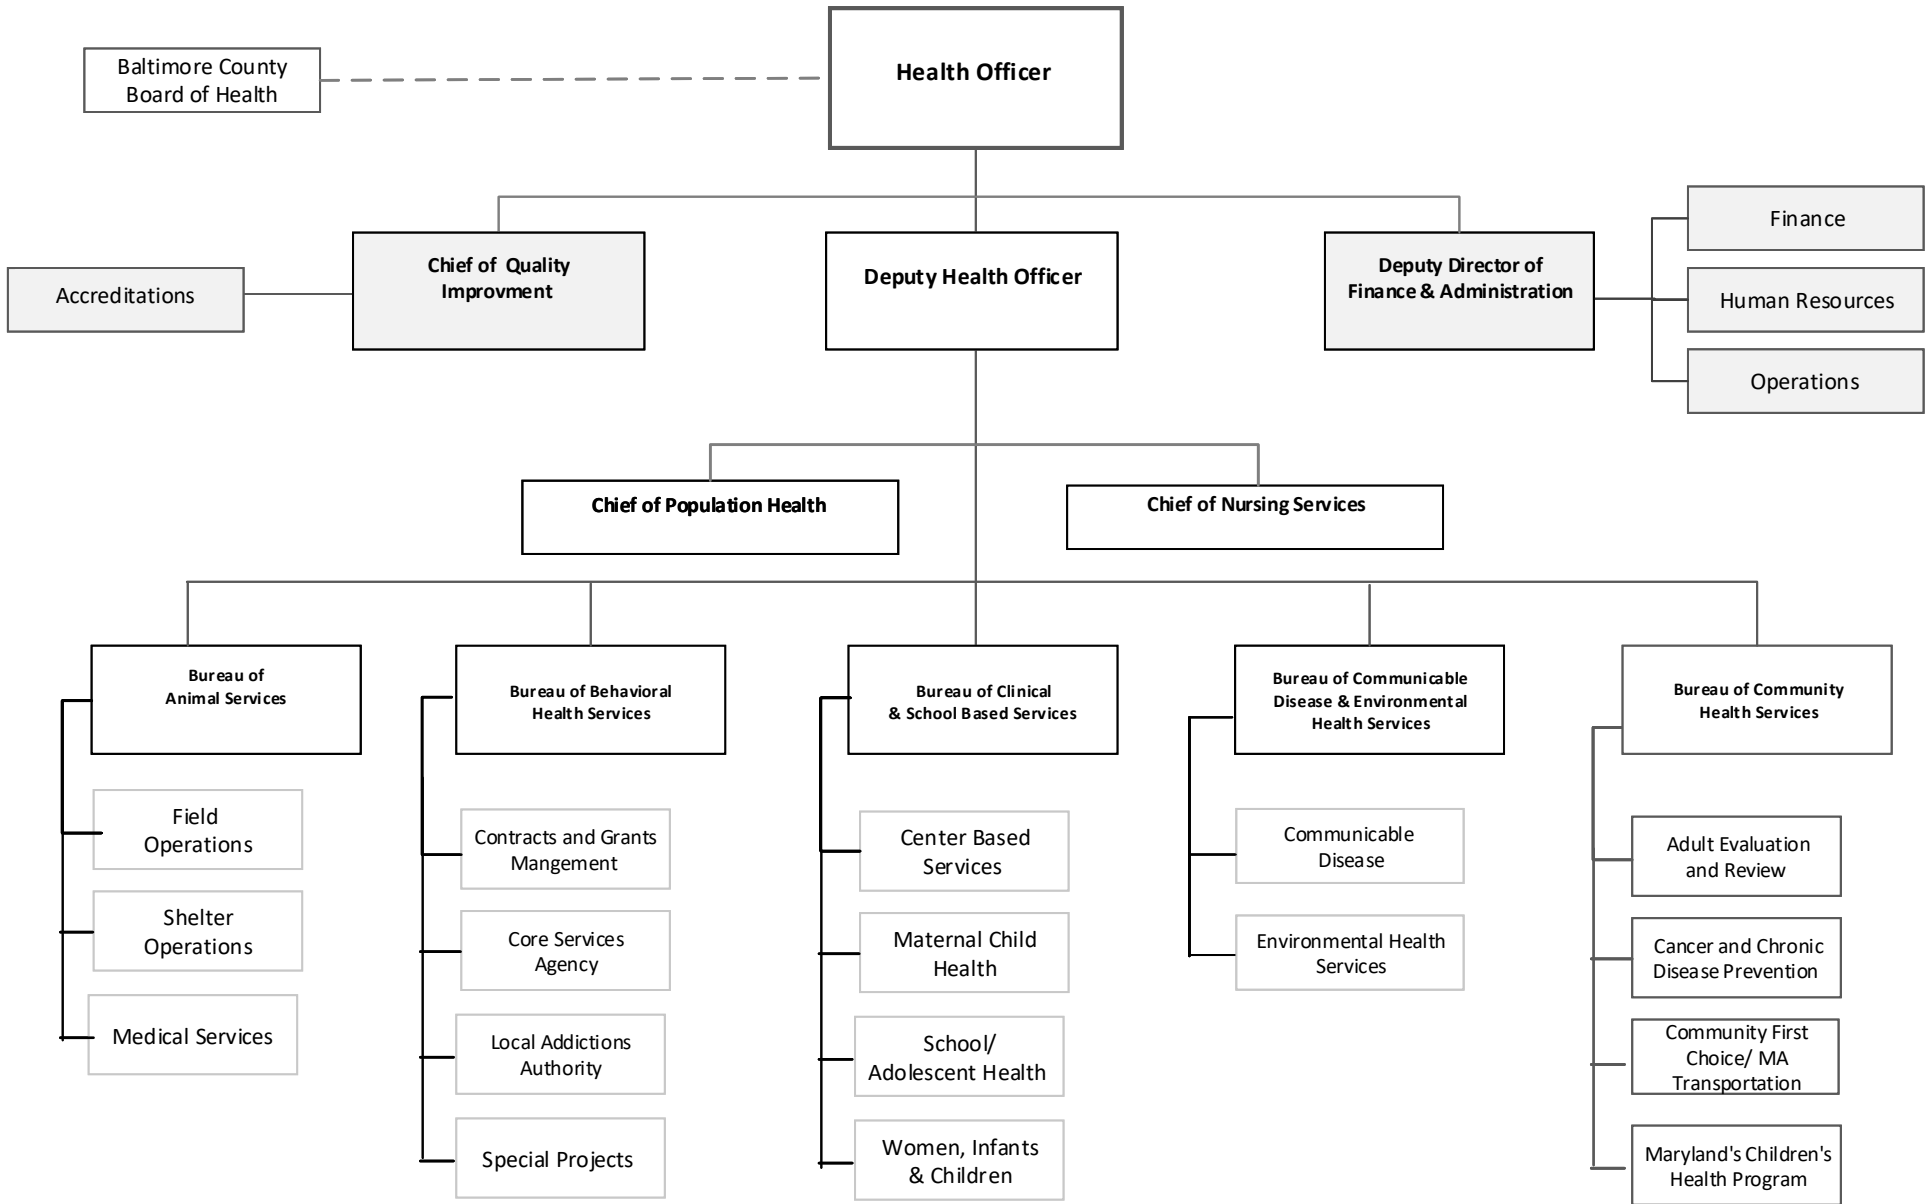 Baltimore County
Board of Health
Health Officer
Finance
Human Resources
Operations
Accreditations
Chief of Quality
Improvment
Deputy Health Officer
Deputy Director of
Finance & Administration
Chief of Population Health
Chief of Nursing Services
Bureau of
Animal Services
Field
Operations
Shelter
Operations
Medical Services
Bureau of Behavioral
Health Services
Contracts and Grants
Mangement
Core Services
Agency
Local Addictions
Authority
Special Projects
Bureau of Clinical
& School Based Services
Center Based
Services
Maternal Child
Health
School/
Adolescent Health
Women, Infants
& Children
Bureau of Communicable
Disease & Environmental
Health Services
Communicable
Disease
Environmental Health
Services
Bureau of Community
Health Services
Adult Evaluation
and Review
Cancer and Chronic
Disease Prevention
Community First
Choice/ MA
Transportation
Maryland's Children's
Health Program